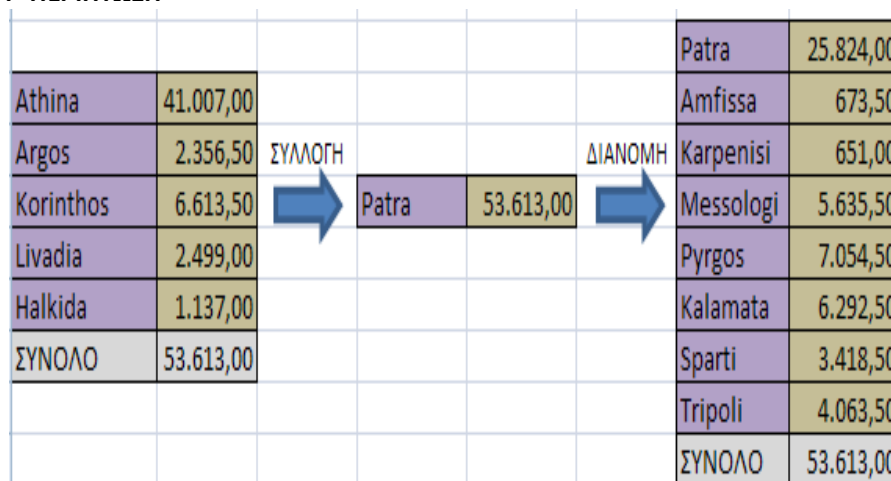 Patra 25.824,00
Athina 41.007,00 Amfissa 673,50
Argos 2.356,50 ΣΥΛΛΟΓΗ ΔΙΑΝΟΜΗ Karpenisi 651,00
Korinthos 6.613,50 Patra 53.613,00 Messologi 5.635,50
Livadia 2.499,00 Pyrgos 7.054,50
Halkida 1.137,00 Kalamata 6.292,50
ΣΥΝΟΛΟ 53.613,00 Sparti 3.418,50
Tripoli 4.063,50
ΣΥΝΟΛΟ 53.613,00